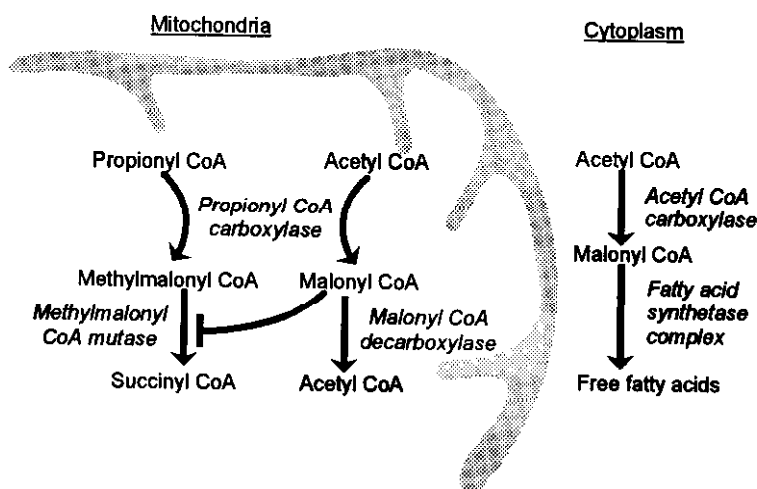 Mitochondria
Cytoplasm
Propionyl CoA
Acetyl CoA
Propionyl CoA
carboxylase
Methylmalonyl CoA
Malonyl CoA
Methylmalonyl
CoA mutase
Malonyl CoA
decarboxylase
Succinyl CoA
Acetyl CoA
Acetyl CoA
Acetyl CoA
carboxylase
Malonyl CoA
Fatty acid
synthetase
complex
Free fatty acids